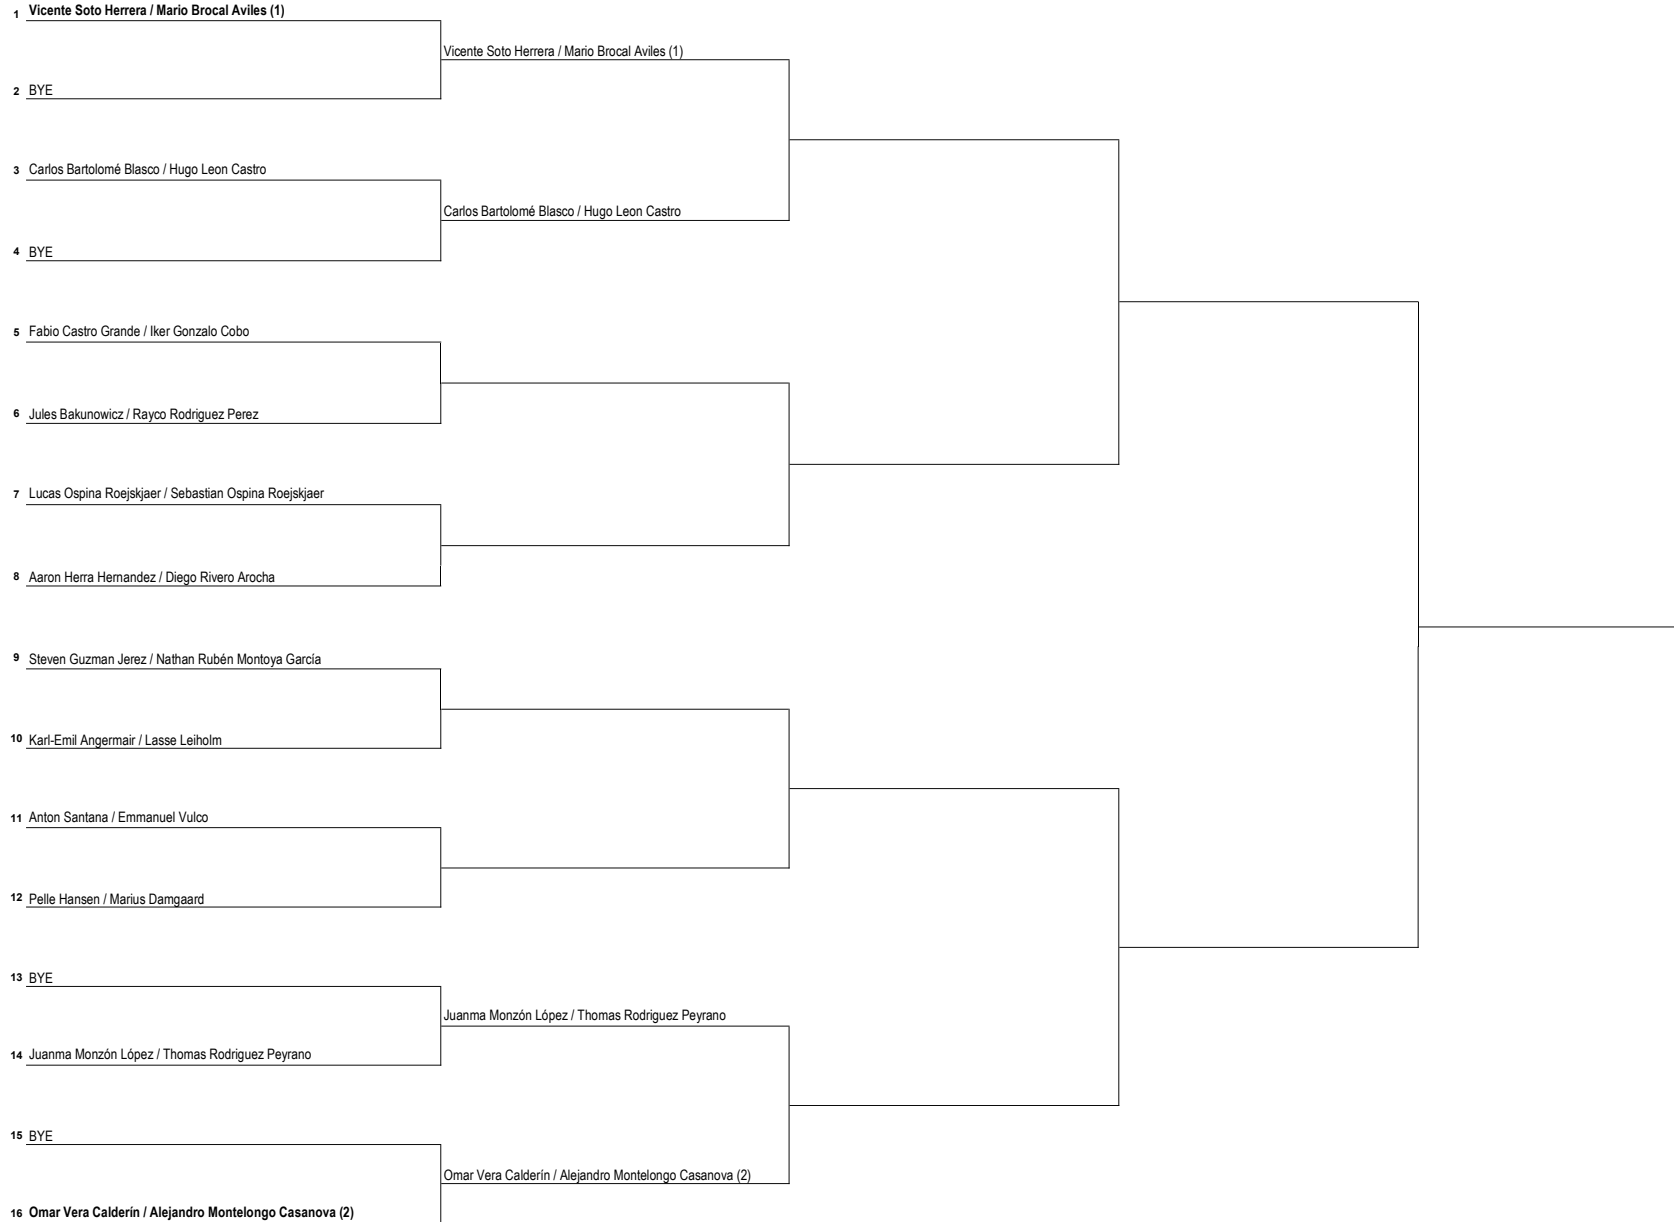 1 Vicente Soto Herrera / Mario Brocal Aviles (1)
Vicente Soto Herrera / Mario Brocal Aviles (1)
2 BYE
3 Carlos Bartolomé Blasco / Hugo Leon Castro
Carlos Bartolomé Blasco / Hugo Leon Castro
4 BYE
5 Fabio Castro Grande / Iker Gonzalo Cobo
6 Jules Bakunowicz / Rayco Rodriguez Perez
7 Lucas Ospina Roejskjaer / Sebastian Ospina Roejskjaer
8 Aaron Herra Hernandez / Diego Rivero Arocha
9 Steven Guzman Jerez / Nathan Rubén Montoya García
10 Karl-Emil Angermair / Lasse Leiholm
11 Anton Santana / Emmanuel Vulco
12 Pelle Hansen / Marius Damgaard
13 BYE
Juanma Monzón López / Thomas Rodriguez Peyrano
14 Juanma Monzón López / Thomas Rodriguez Peyrano
15 BYE
Omar Vera Calderín / Alejandro Montelongo Casanova (2)
16 Omar Vera Calderín / Alejandro Montelongo Casanova (2)